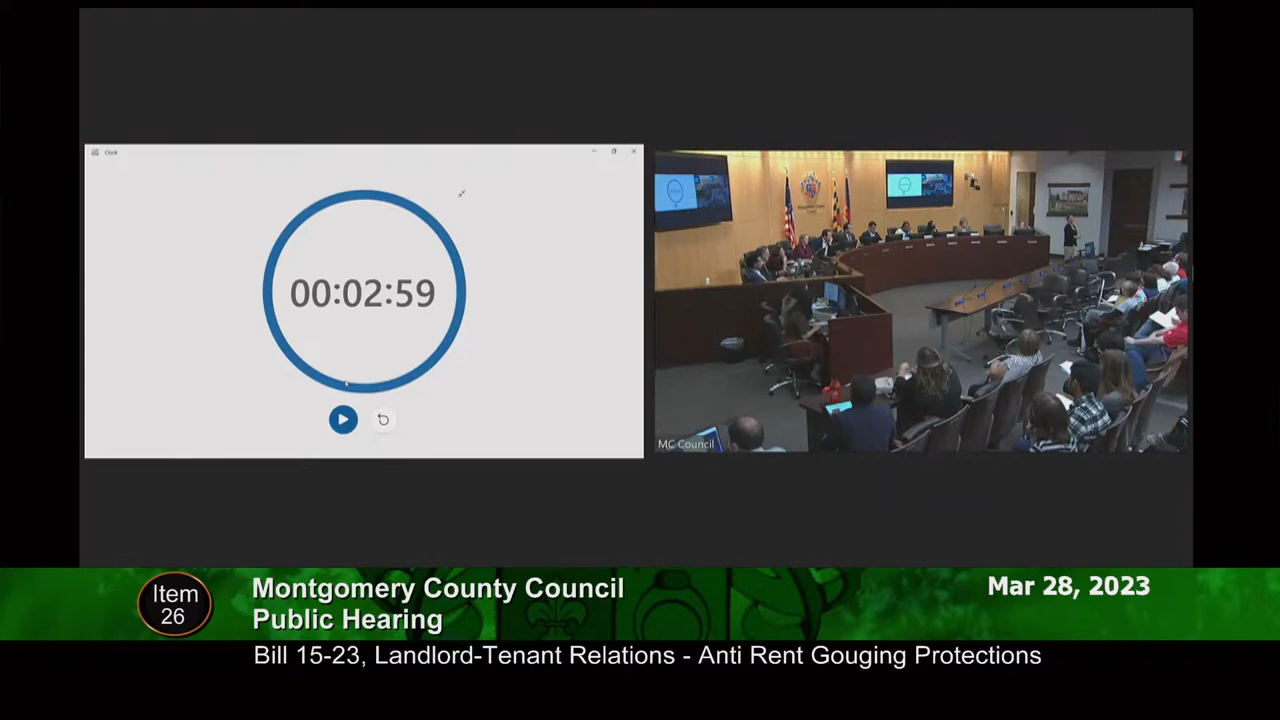 Clock
00:02:59
MC Council
Item
26
Montgomery County Council
Public Hearing
Mar 28, 2023
Bill 15-23, Landlord-Tenant Relations - Anti Rent Gouging Protections